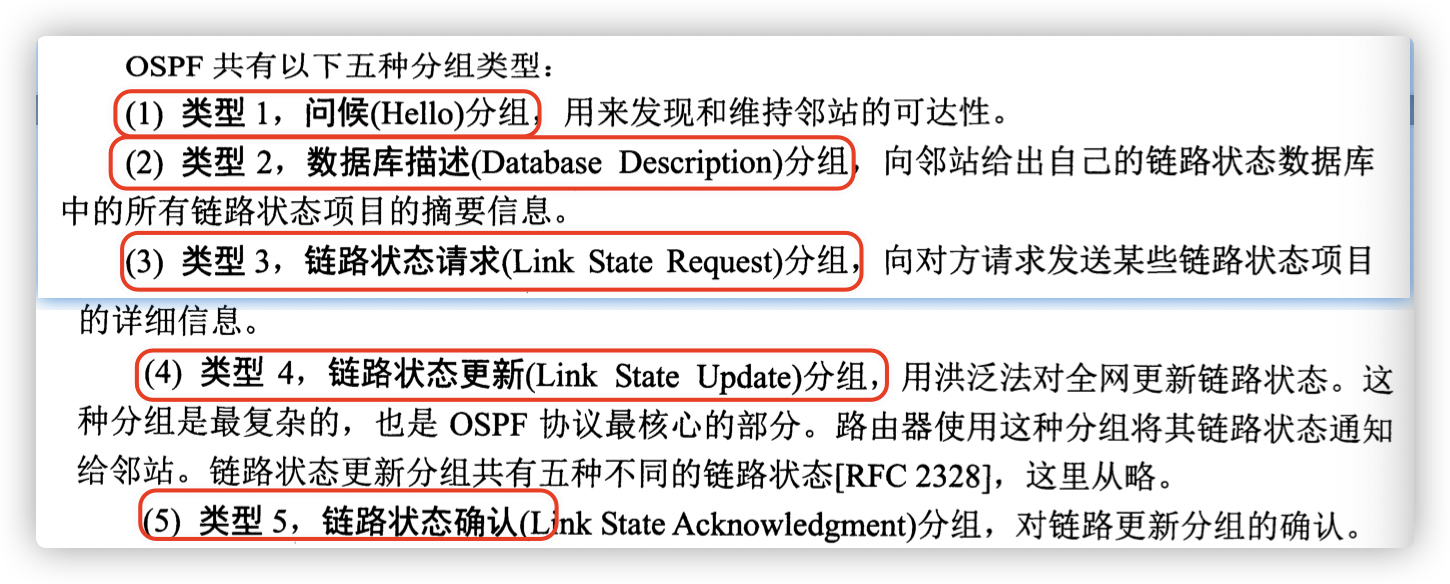 OSPF 共有以下五种分组类型：
(1) 类型 1，问候(Hello)分组，用来发现和维持邻站的可达性。
(2) 类型 2，数据库描述(Database Description)分组，向邻站给出自己的链路状态数据库
中的所有链路状态项目的摘要信息。
(3) 类型 3，链路状态请求(Link State Request)分组，向对方请求发送某些链路状态项目
的详细信息。
(4) 类型 4，链路状态更新(Link State Update)分组，用洪泛法对全网更新链路状态。这
种分组是最复杂的，也是 OSPF 协议最核心的部分。路由器使用这种分组将其链路状态通知
给邻站。链路状态更新分组共有五种不同的链路状态[RFC 2328]，这里从略。
(5) 类型 5，链路状态确认(Link State Acknowledgment)分组，对链路更新分组的确认。